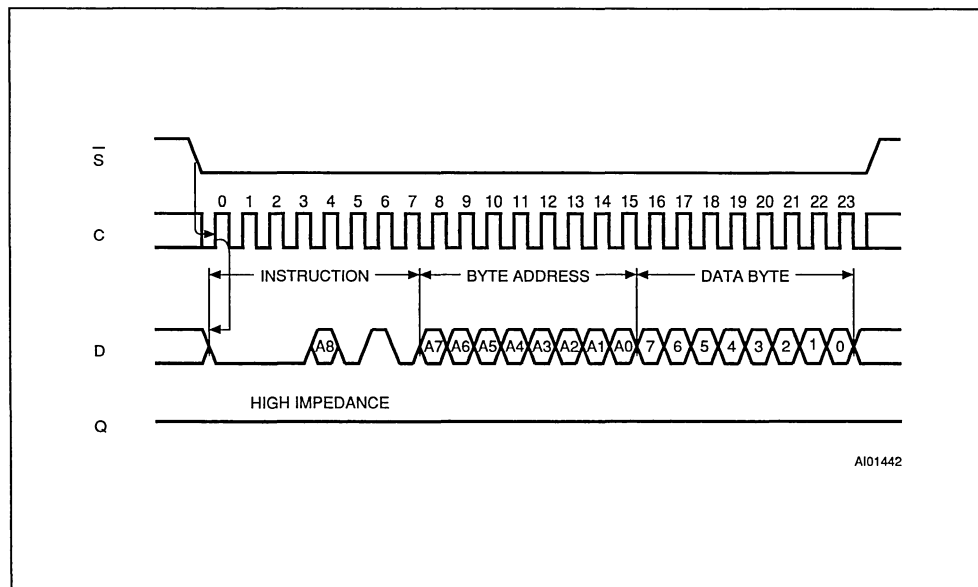 S
0 1 2 3 4 5 6 7 8 9 10 11 12 13 14 15 16 17 18 19 20 21 22 23
C
INSTRUCTION BYTE ADDRESS DATA BYTE
D A8 A7 A6 A5 A4 A3 A2 A1 A0 7 6 5 4 3 2 1 0
HIGH IMPEDANCE
Q
AI01442